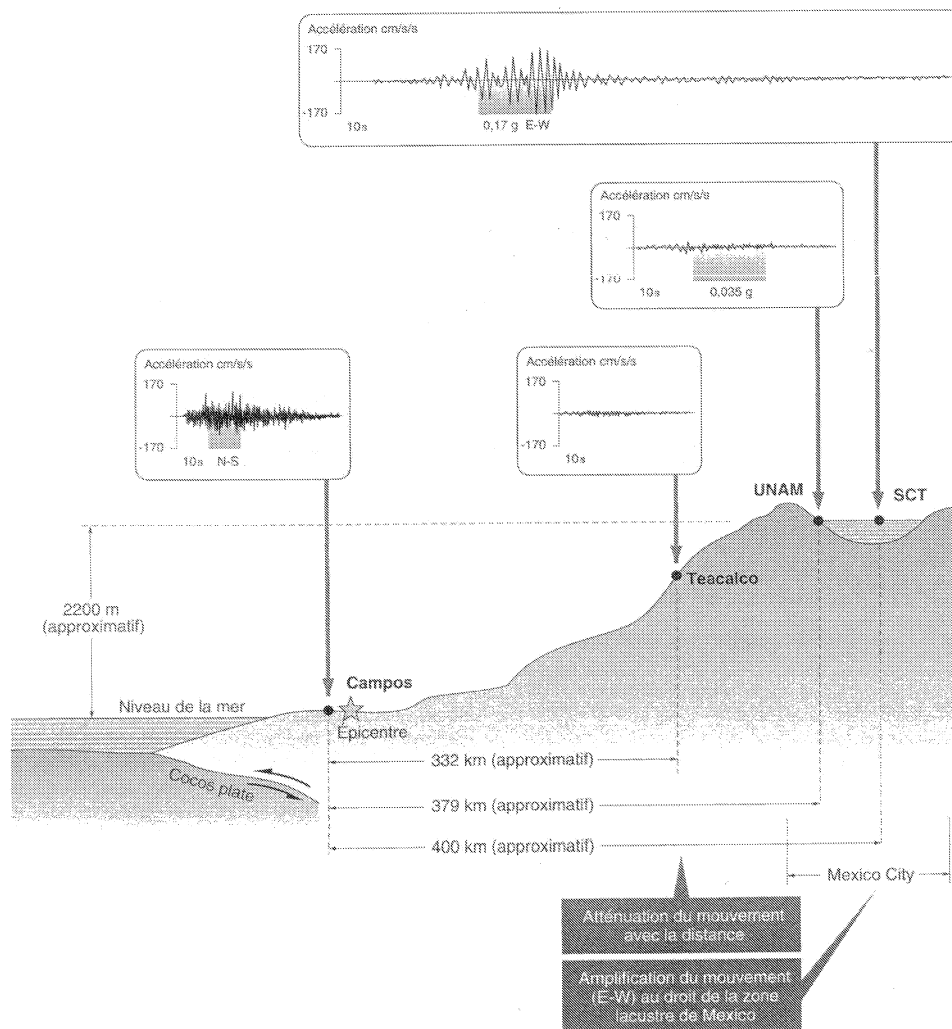 Accélération cm/s/s
170
-170
10s
0,17 g E-W
Accélération cm/s/s
170
-170
10s
0,035 g
Accélération cm/s/s
170
-170
10s
N-S
Accélération cm/s/s
170
-170
10s
UNAM
SCT
Teacalco
2200 m
(approximatif)
Campos
Niveau de la mer
Epicentre
Cocos plate
332 km (approximatif)
379 km (approximatif)
400 km (approximatif)
Mexico City
Atténuation du mouvement
avec la distance
Amplification du mouvement
(E-W) au droit de la zone
lacustre de Mexico